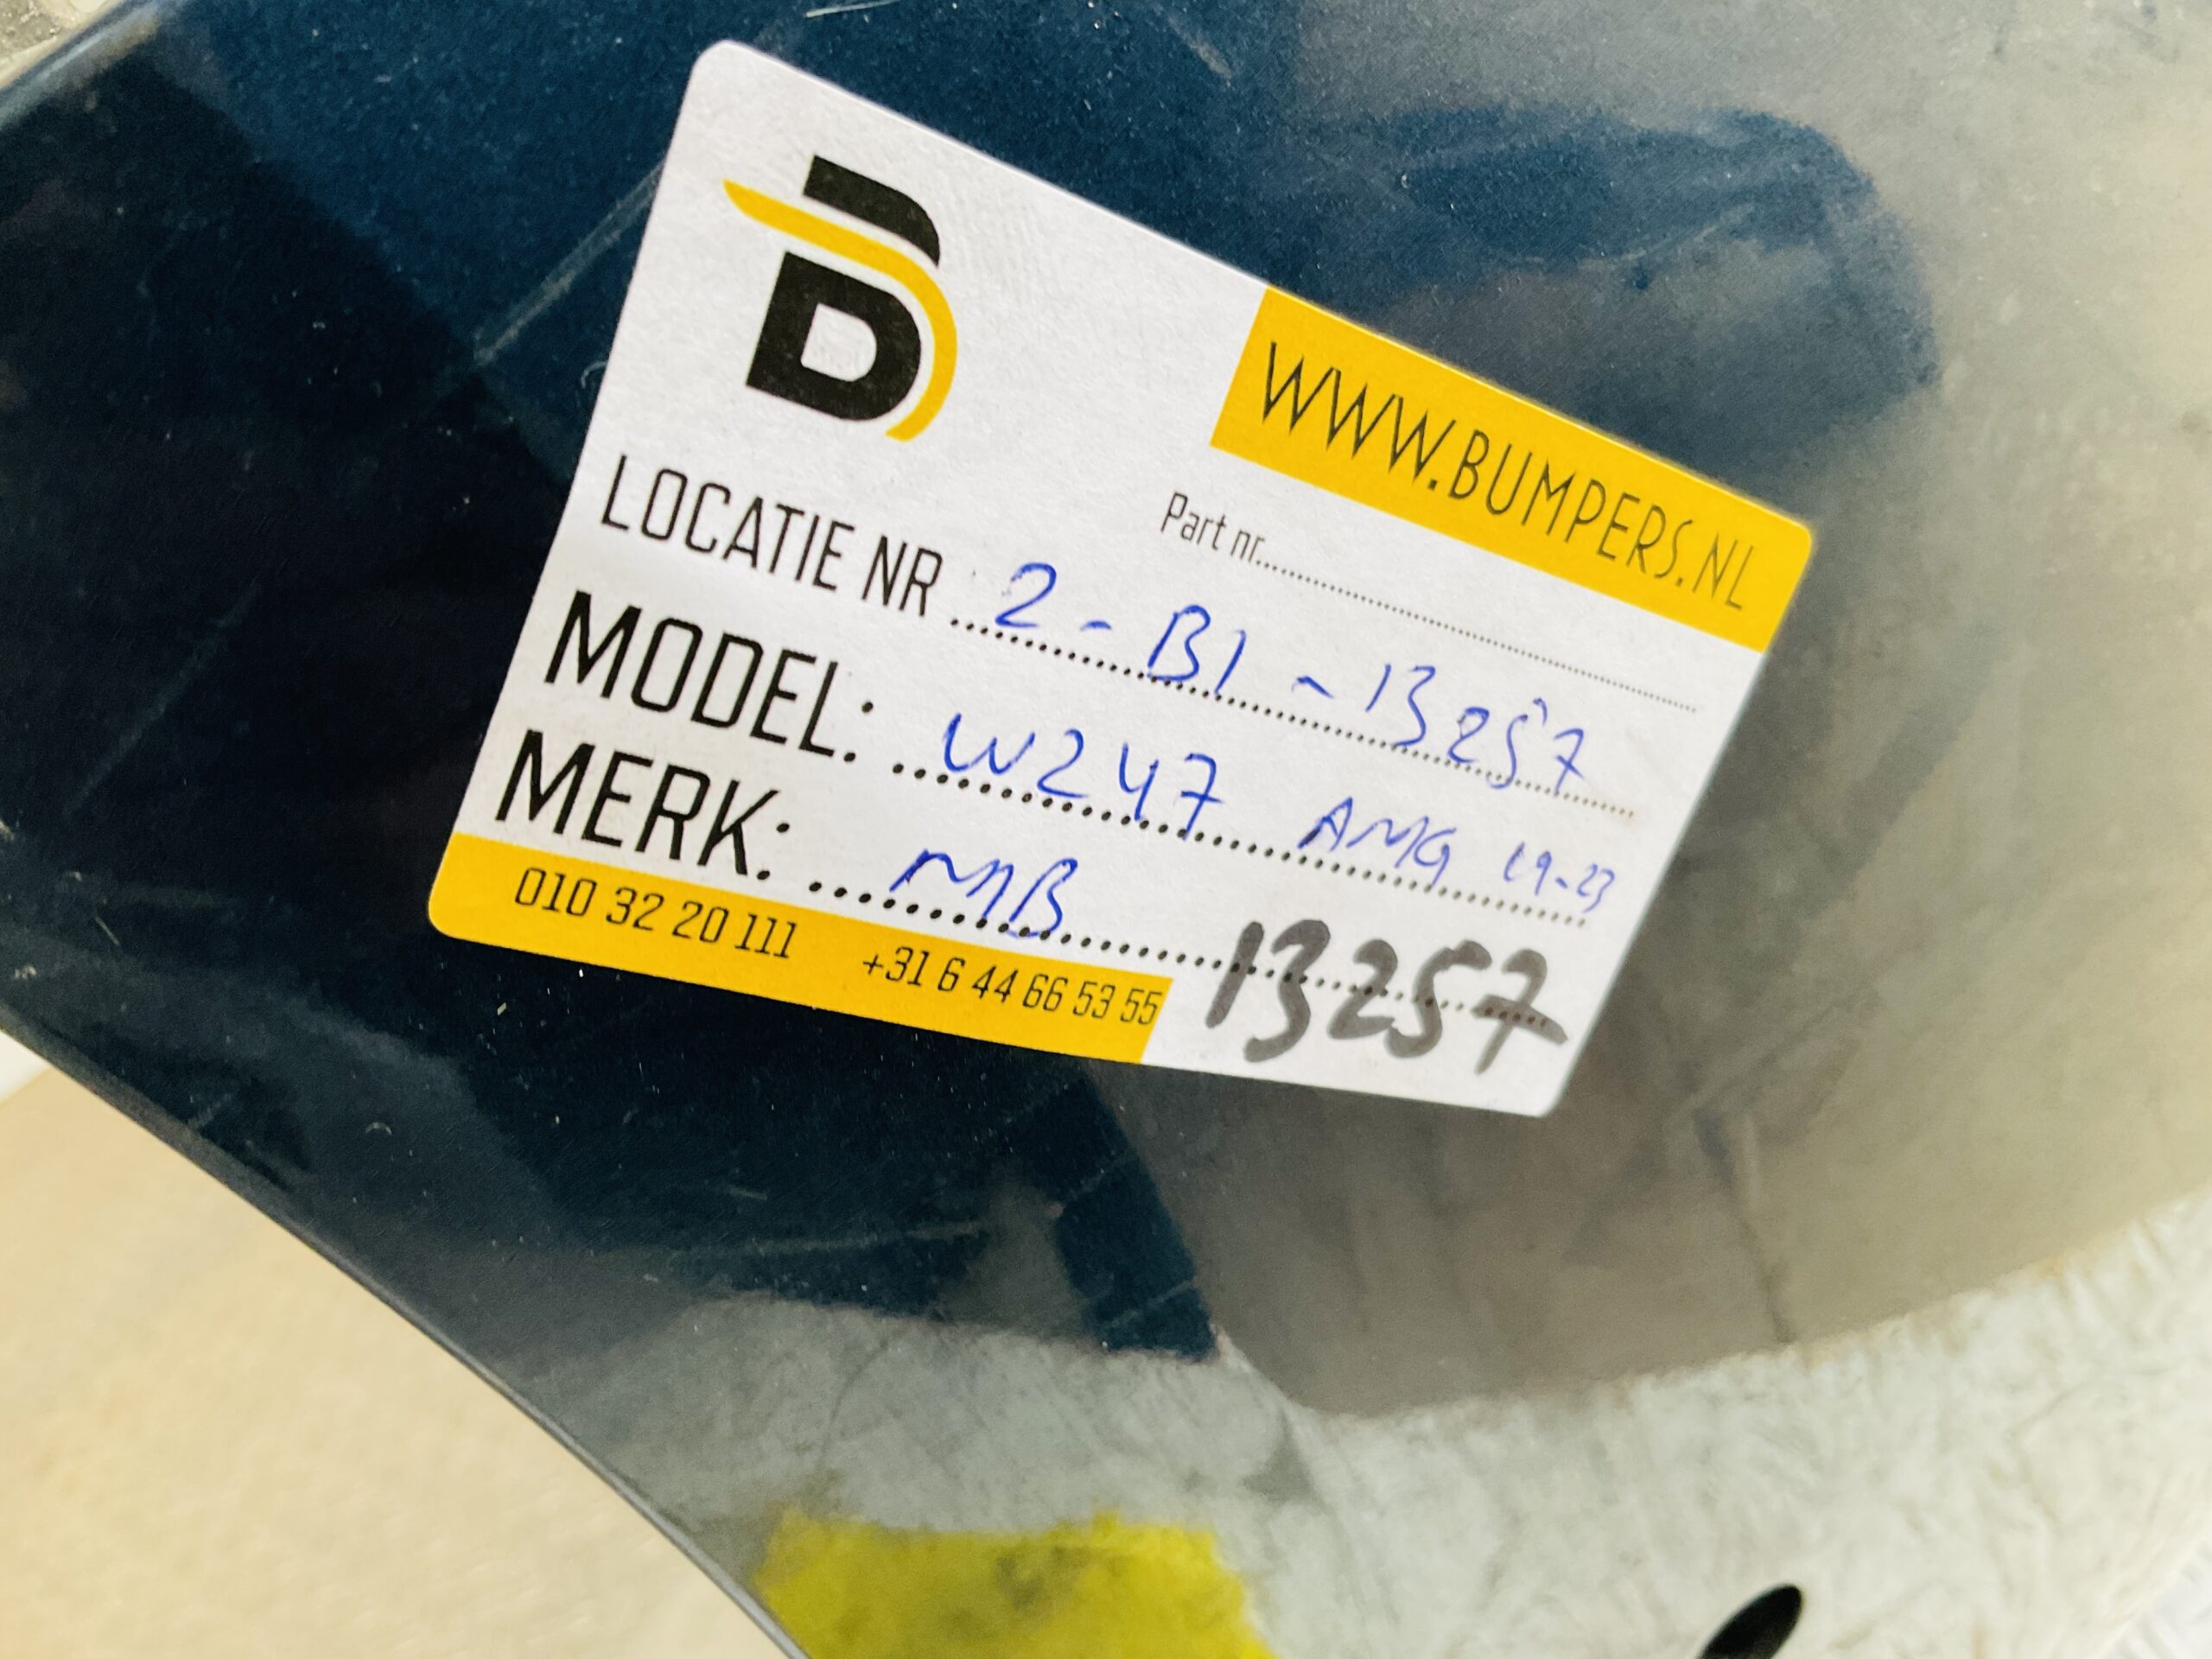 B
WWW.BUMPERS.NL
Part nr.
LOCATIE NR 2-B1-13257
MODEL: W247 AMG 19-23
MERK: MB
13257
010 32 20 111 +31 6 44 66 53 55